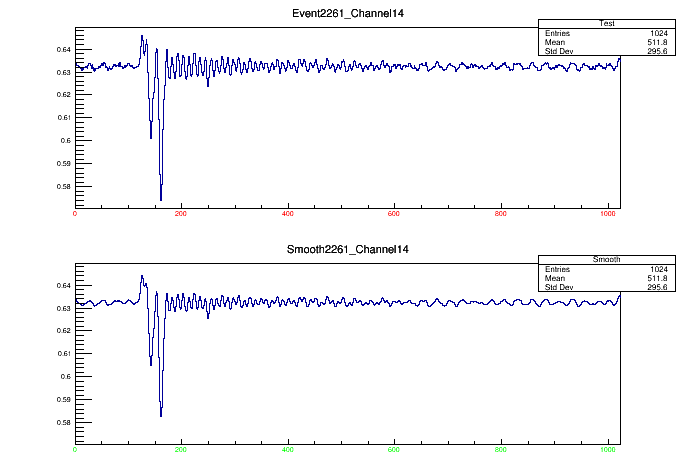 Event2261_Channel14
Test
Entries 1024
Mean 511.8
Std Dev 295.6
0.64
0.63
0.62
0.61
0.6
0.59
0.58
0 200 400 600 800 1000
Smooth2261_Channel14
Smooth
Entries 1024
Mean 511.8
Std Dev 295.6
0.64
0.63
0.62
0.61
0.6
0.59
0.58
0 200 400 600 800 1000